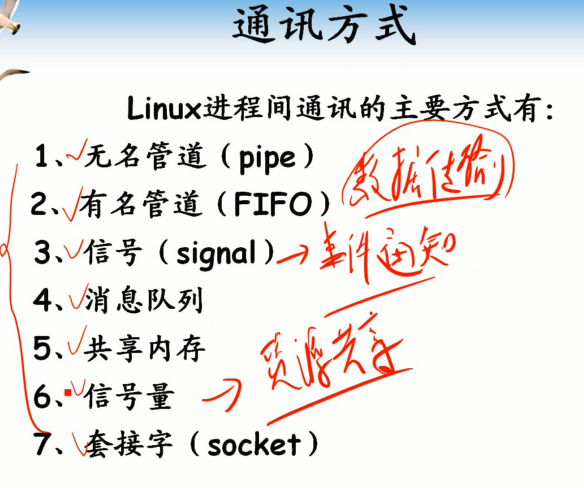 通讯方式
Linux进程间通讯的主要方式有：
1、无名管道（pipe）
2、有名管道（FIFO）
数据传输
3、信号（signal）→事件通知
4、消息队列
5、共享内存
资源共享
6、信号量→
7、套接字（socket）